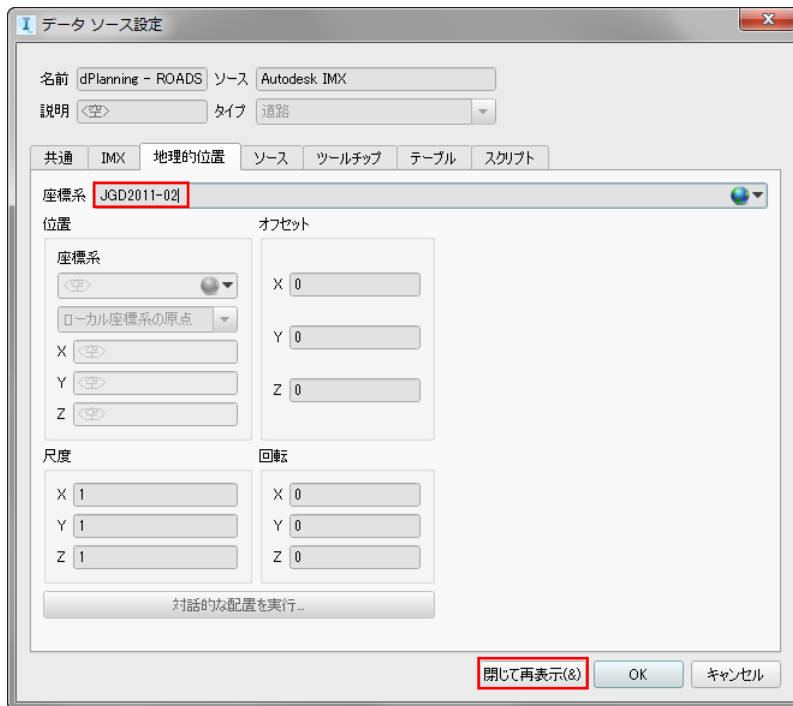 データ ソース設定
名前 dPlanning - ROADS ソース Autodesk IMX
説明 <空> タイプ 道路
共通 IMX 地理的位置 ソース ツールチップ テーブル スクリプト
座標系 JGD2011-02
位置 オフセット
座標系
<空> X 0
ローカル座標系の原点
Y 0
X <空>
Y <空>
Z 0
Z <空>
尺度 回転
X 1 X 0
Y 1 Y 0
Z 1 Z 0
対話的な配置を実行...
閉じて再表示(&) OK キャンセル